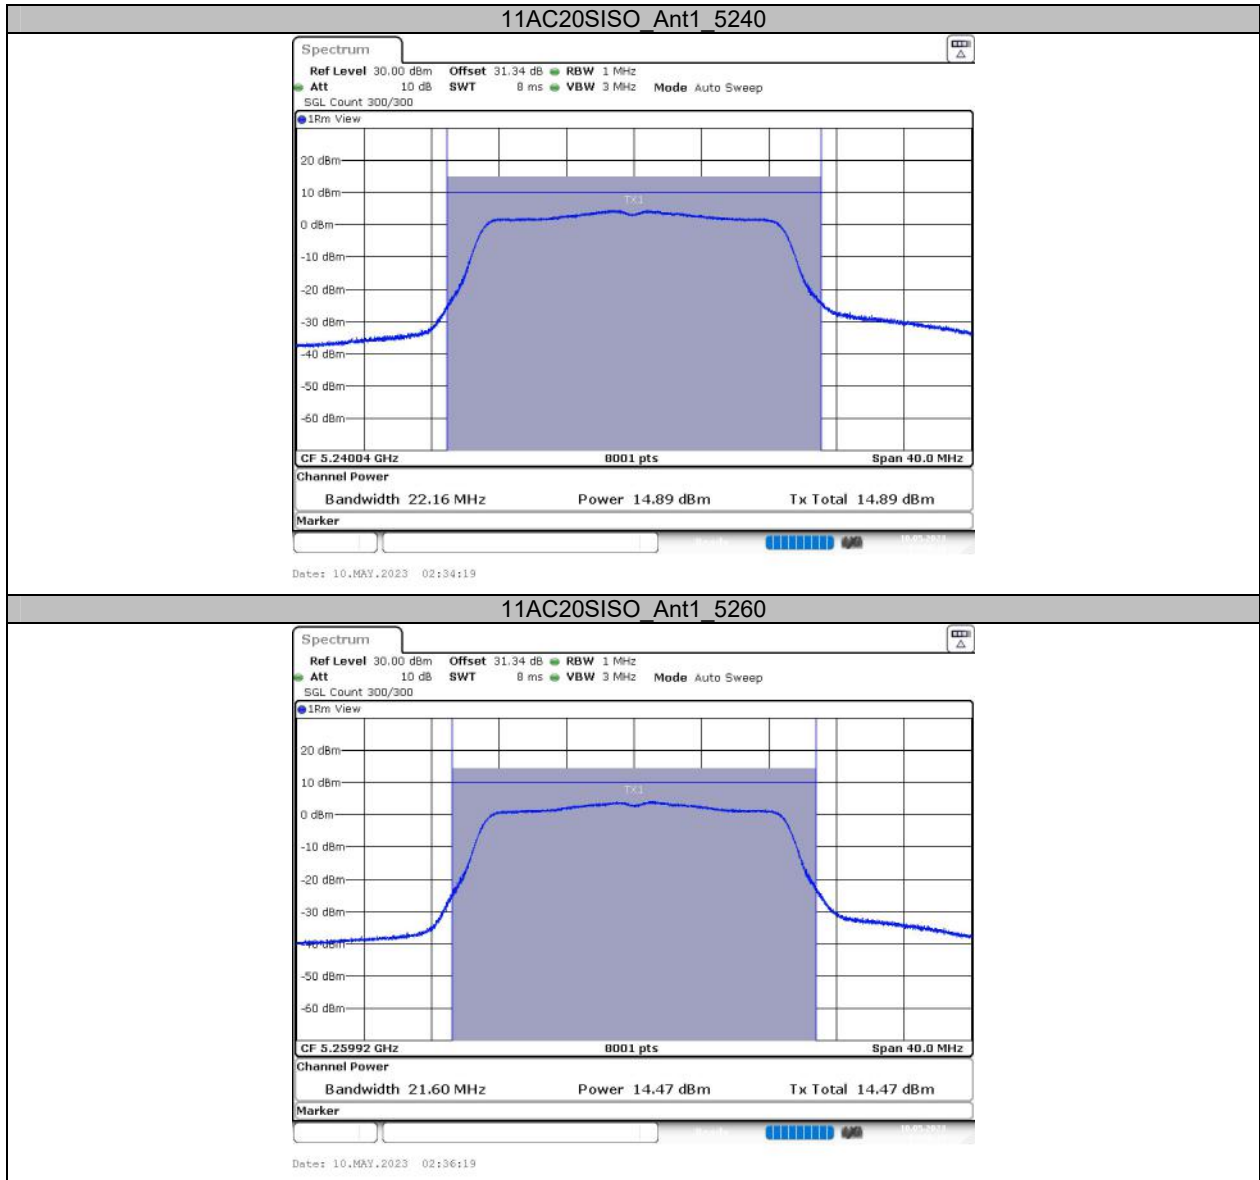 11AC20SISO_Ant1_5240
Spectrum
Ref Level 30.00 dBm Offset 31.34 dB RBW 1 MHz
Att 10 dB SWT 8 ms VBW 3 MHz Mode Auto Sweep
SGL Count 300/300
1Rm View
20 dBm
10 dBm
TX1
0 dBm
-10 dBm
-20 dBm
-30 dBm
-40 dBm
-50 dBm
-60 dBm
CF 5.24004 GHz 8001 pts Span 40.0 MHz
Channel Power
Bandwidth 22.16 MHz Power 14.89 dBm Tx Total 14.89 dBm
Marker
Date: 10.MAY.2023 02:34:19
11AC20SISO_Ant1_5260
Spectrum
Ref Level 30.00 dBm Offset 31.34 dB RBW 1 MHz
Att 10 dB SWT 8 ms VBW 3 MHz Mode Auto Sweep
SGL Count 300/300
1Rm View
20 dBm
10 dBm
TX1
0 dBm
-10 dBm
-20 dBm
-30 dBm
-40 dBm
-50 dBm
-60 dBm
CF 5.25992 GHz 8001 pts Span 40.0 MHz
Channel Power
Bandwidth 21.60 MHz Power 14.47 dBm Tx Total 14.47 dBm
Marker
Date: 10.MAY.2023 02:36:19